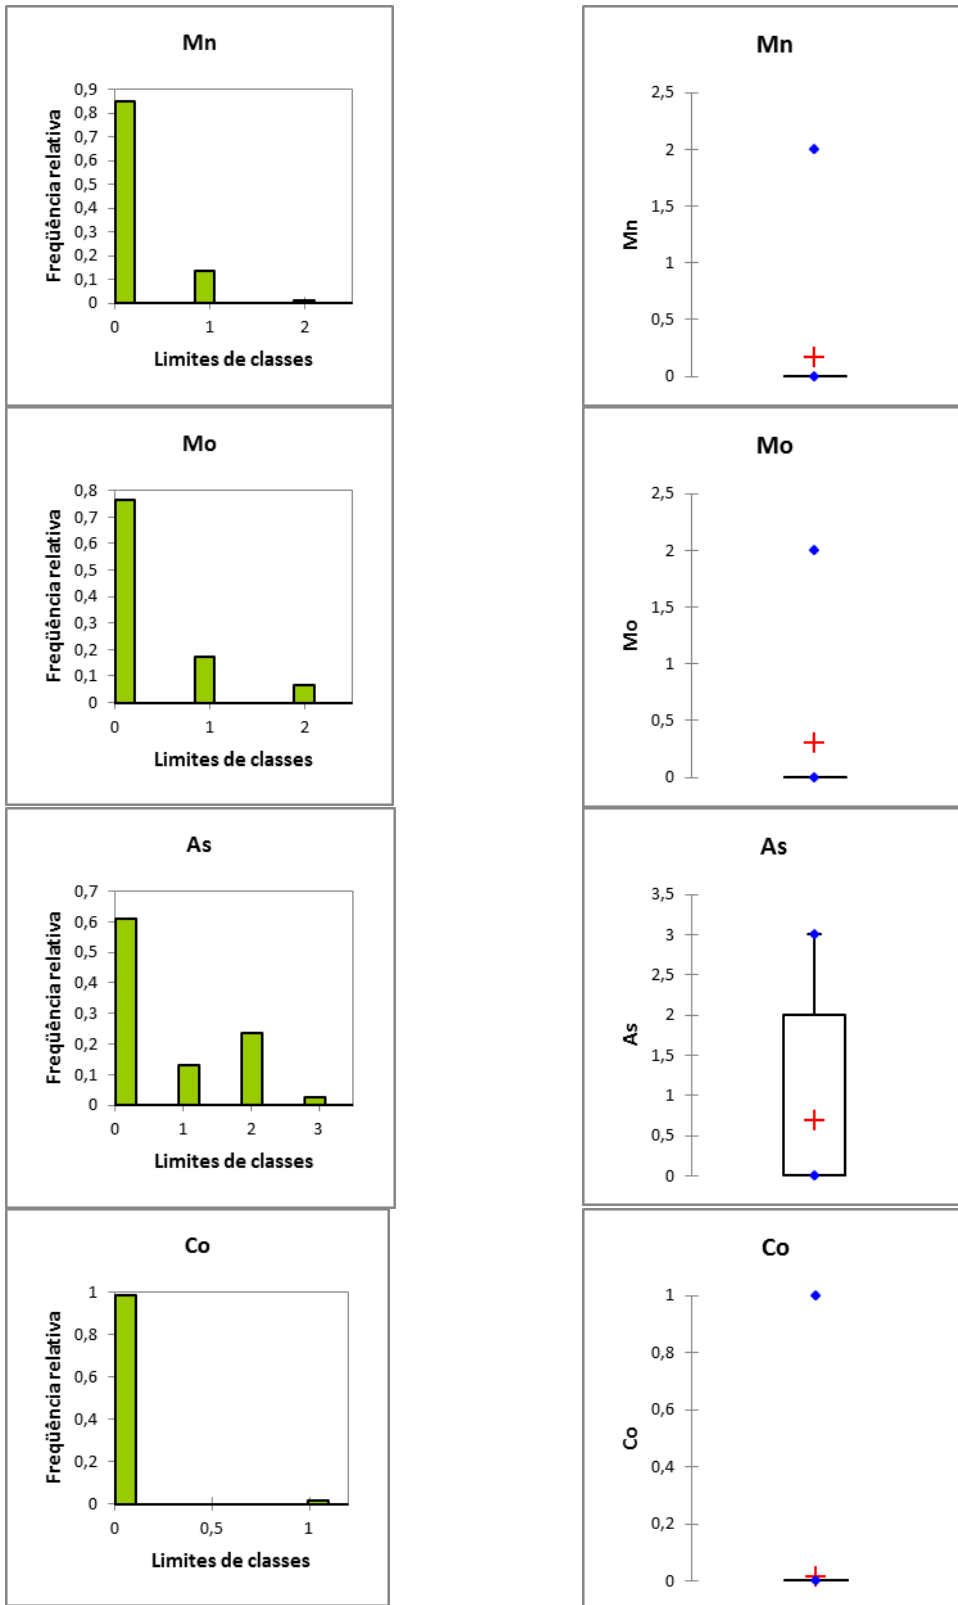 Mn
Freqüência relativa
0,9
0,8
0,7
0,6
0,5
0,4
0,3
0,2
0,1
0
0 1 2
Limites de classes
Mn
Mn
2,5
2
1,5
1
0,5
0
Mo
Freqüência relativa
0,8
0,7
0,6
0,5
0,4
0,3
0,2
0,1
0
0 1 2
Limites de classes
Mo
Mo
2,5
2
1,5
1
0,5
0
As
Freqüência relativa
0,7
0,6
0,5
0,4
0,3
0,2
0,1
0
0 1 2 3
Limites de classes
As
As
3,5
3
2,5
2
1,5
1
0,5
0
Co
Freqüência relativa
1
0,8
0,6
0,4
0,2
0
0 0,5 1
Limites de classes
Co
Co
1
0,8
0,6
0,4
0,2
0